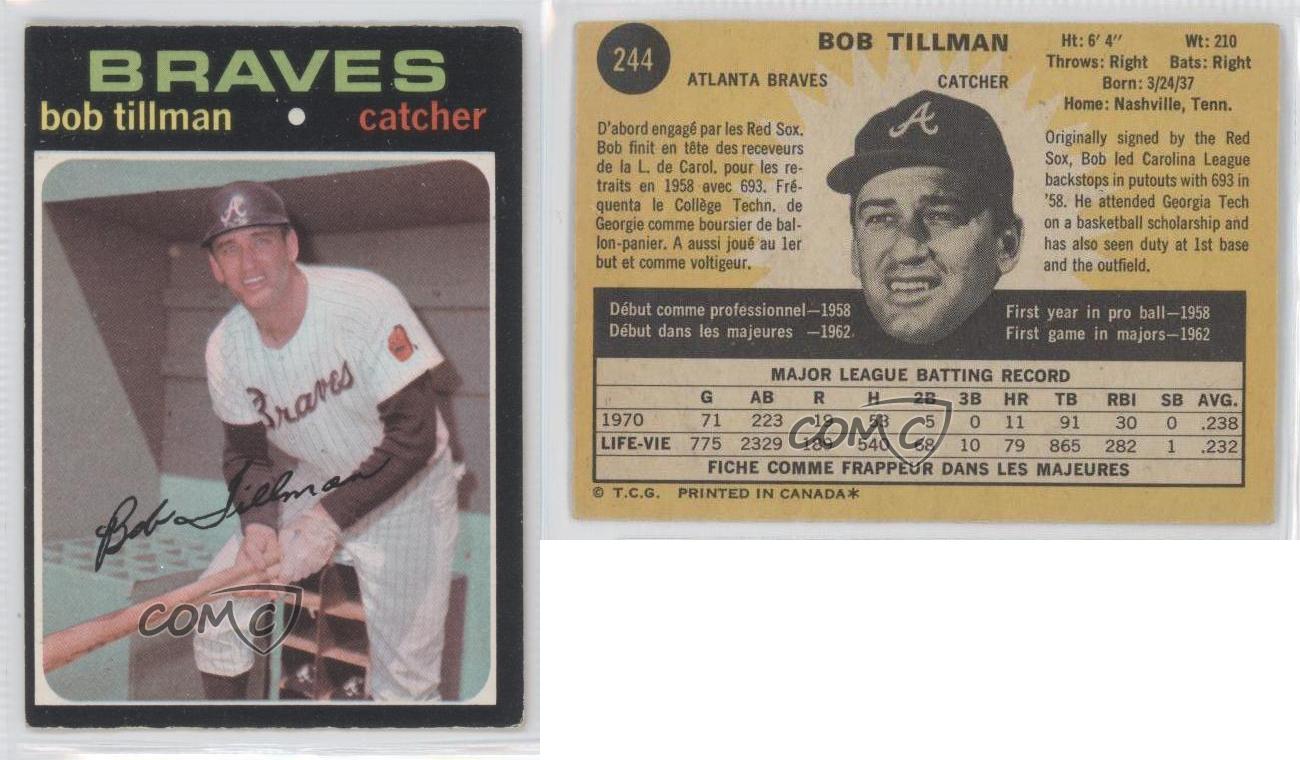 BRAVES
bob tillman • catcher
A
Braves
Bob Tillman
COMC
244
BOB TILLMAN
ATLANTA BRAVES CATCHER
Ht: 6' 4" Wt: 210
Throws: Right Bats: Right
Born: 3/24/37
Home: Nashville, Tenn.
A
D'abord engagé par les Red Sox,
Bob finit en tête des receveurs
de la L. de Carol. pour les re-
traits en 1958 avec 693. Fré-
quenta le Collège Techn. de
Georgie comme boursier de bal-
lon-panier. A aussi joué au 1er
but et comme voltigeur.
Originally signed by the Red
Sox, Bob led Carolina League
backstops in putouts with 693 in
'58. He attended Georgia Tech
on a basketball scholarship and
has also seen duty at 1st base
and the outfield.
Début comme professionnel—1958
Début dans les majeures —1962
First year in pro ball—1958
First game in majors—1962
MAJOR LEAGUE BATTING RECORD
G AB R H 2B 3B HR TB RBI SB AVG.
1970 71 223 19 53 5 0 11 91 30 0 .238
LIFE-VIE 775 2329 189 540 68 10 79 865 282 1 .232
COMC
FICHE COMME FRAPPEUR DANS LES MAJEURES
© T.C.G. PRINTED IN CANADA*